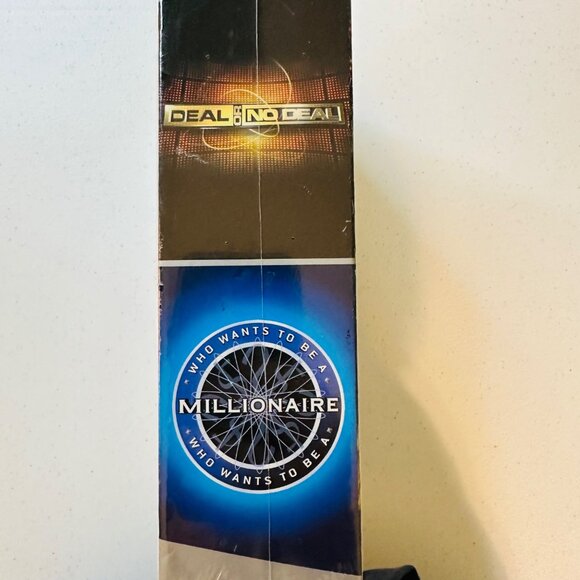 DEAL OR NO DEAL
WHO WANTS TO BE A
MILLIONAIRE
WHO WANTS TO BE A